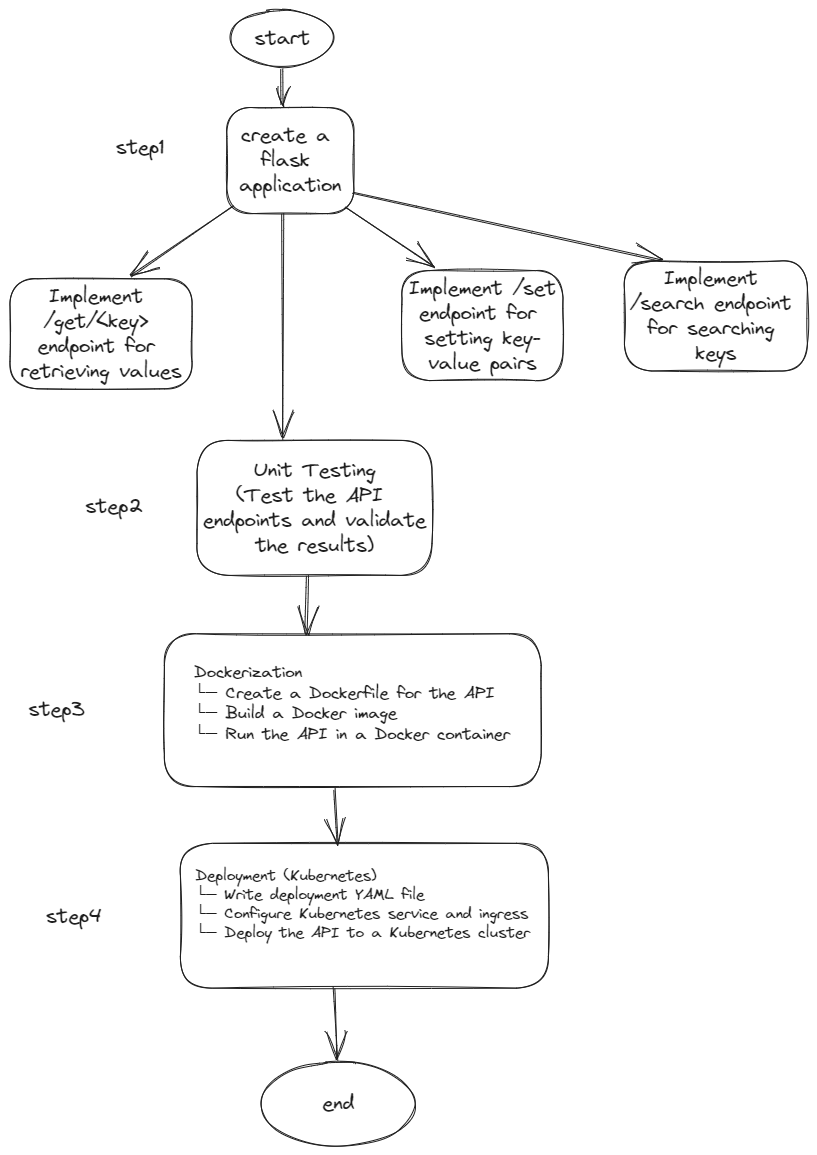 start
step1
create a
flask
application
Implement
/get/<key>
endpoint for
retrieving values
Implement /set
endpoint for
setting key-
value pairs
Implement
/search endpoint
for searching
keys
step2
Unit Testing
(Test the API
endpoints and validate
the results)
step3
Dockerization
└─ Create a Dockerfile for the API
└─ Build a Docker image
└─ Run the API in a Docker container
step4
Deployment (Kubernetes)
└─ Write deployment YAML file
└─ Configure Kubernetes service and ingress
└─ Deploy the API to a Kubernetes cluster
end